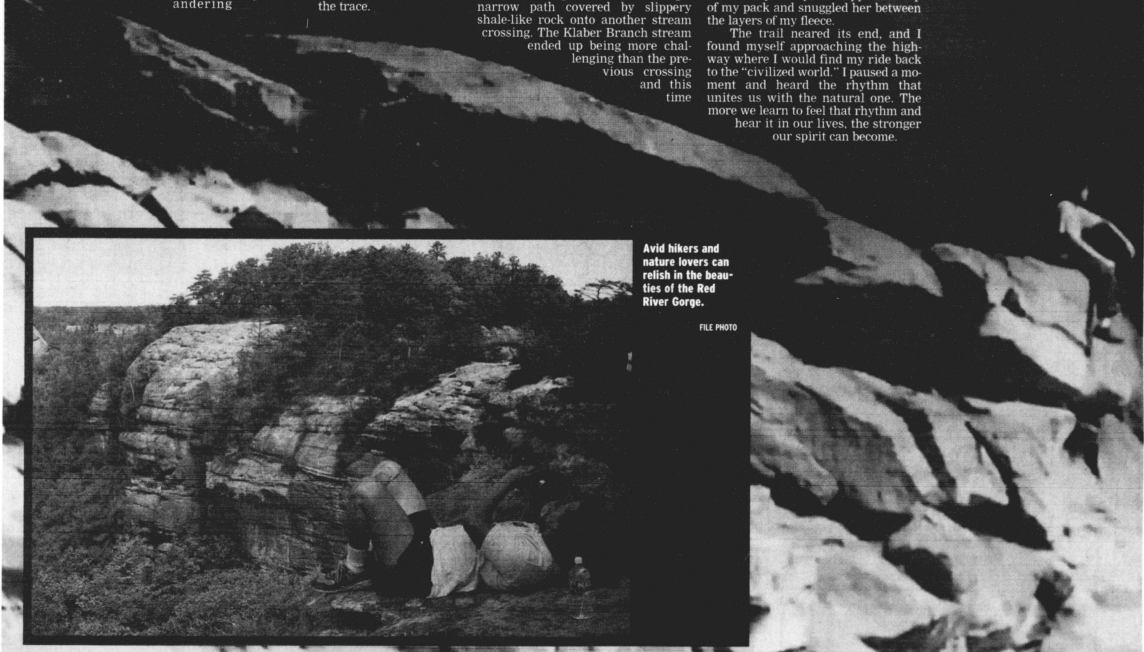 andering
the trace.
narrow path covered by slippery
shale-like rock onto another stream
crossing. The Klaber Branch stream
ended up being more chal-
lenging than the pre-
vious crossing
and this
time
of my pack and snuggled her between
the layers of my fleece.
The trail neared its end, and I
found myself approaching the high-
way where I would find my ride back
to the “civilized world.” I paused a mo-
ment and heard the rhythm that
unites us with the natural one. The
more we learn to feel that rhythm and
hear it in our lives, the stronger
our spirit can become.
Avid hikers and
nature lovers can
relish in the beau-
ties of the Red
River Gorge.
FILE PHOTO